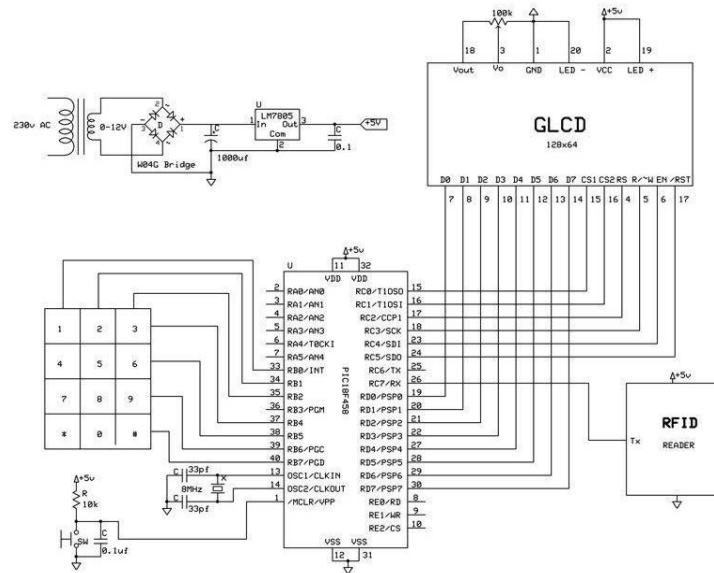 230v AC
0-12V
2
3
D
1
4
-
+
W04G Bridge
C
1000uf
U
LM7805
1
In
Out
3
Com
2
C
0.1
+5V
100k
+5v
18
3
1
20
2
19
Vout
Vo
GND
LED -
VCC
LED +
GLCD
128x64
D0 D1 D2 D3 D4 D5 D6 D7 CS1 CS2 RS R/~W EN /RST
7 8 9 10 11 12 13 14 15 16 4 5 6 17
1 2 3
4 5 6
7 8 9
* 0 #
+5v
U
11 32
VDD VDD
2 RA0/AN0
3 RA1/AN1
4 RA2/AN2
5 RA3/AN3
6 RA4/T0CKI
7 RA5/AN4
33 RB0/INT
34 RB1
35 RB2
36 RB3/PGM
37 RB4
38 RB5
39 RB6/PGC
40 RB7/PGD
13 OSC1/CLKIN
14 OSC2/CLKOUT
1 /MCLR/VPP
PIC18F458
RC0/T1OSO 15
RC1/T1OSI 16
RC2/CCP1 17
RC3/SCK 18
RC4/SDI 23
RC5/SDO 24
RC6/TX 25
RC7/RX 26
RD0/PSP0 19
RD1/PSP1 20
RD2/PSP2 21
RD3/PSP3 22
RD4/PSP4 27
RD5/PSP5 28
RD6/PSP6 29
RD7/PSP7 30
RE0/RD 8
RE1/WR 9
RE2/CS 10
VSS VSS
12 31
C 33pf
X
8MHz
C
33pf
+5v
R
10k
SW
C
0.1uf
+5v
RFID
READER
Tx